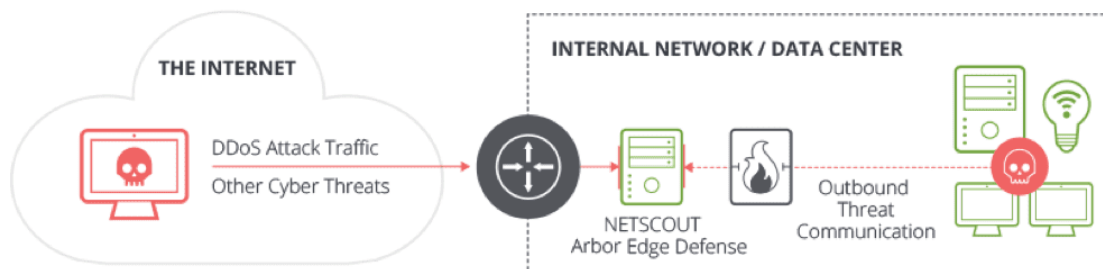 THE INTERNET
DDoS Attack Traffic
Other Cyber Threats
INTERNAL NETWORK / DATA CENTER
NETSCOUT
Arbor Edge Defense
Outbound
Threat
Communication